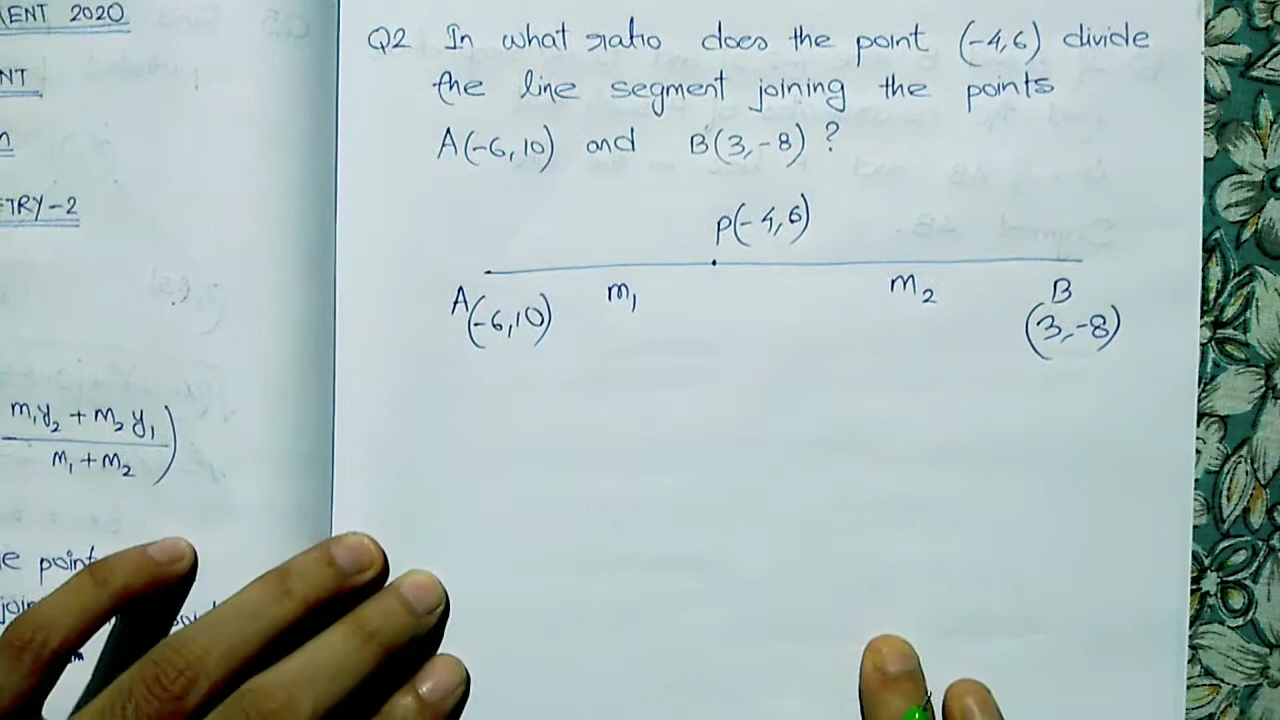 ENT 2020
NT
TRY-2
m₁y₂ + m₂y₁
m₁ + m₂
e point
join
Q2 In what ratio does the point (-4,6) divide
the line segment joining the points
A(-6,10) and B(3,-8) ?
P(-4,6)
m₁ m₂
A(-6,10) B
(3,-8)